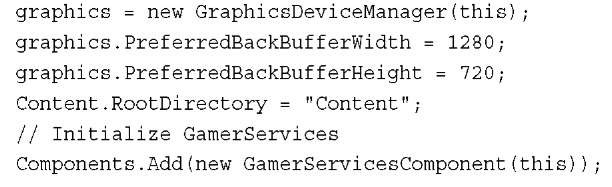 graphics = new GraphicsDeviceManager(this);
graphics.PreferredBackBufferWidth = 1280;
graphics.PreferredBackBufferHeight = 720;
Content.RootDirectory = "Content";
// Initialize GamerServices
Components.Add(new GamerServicesComponent(this));